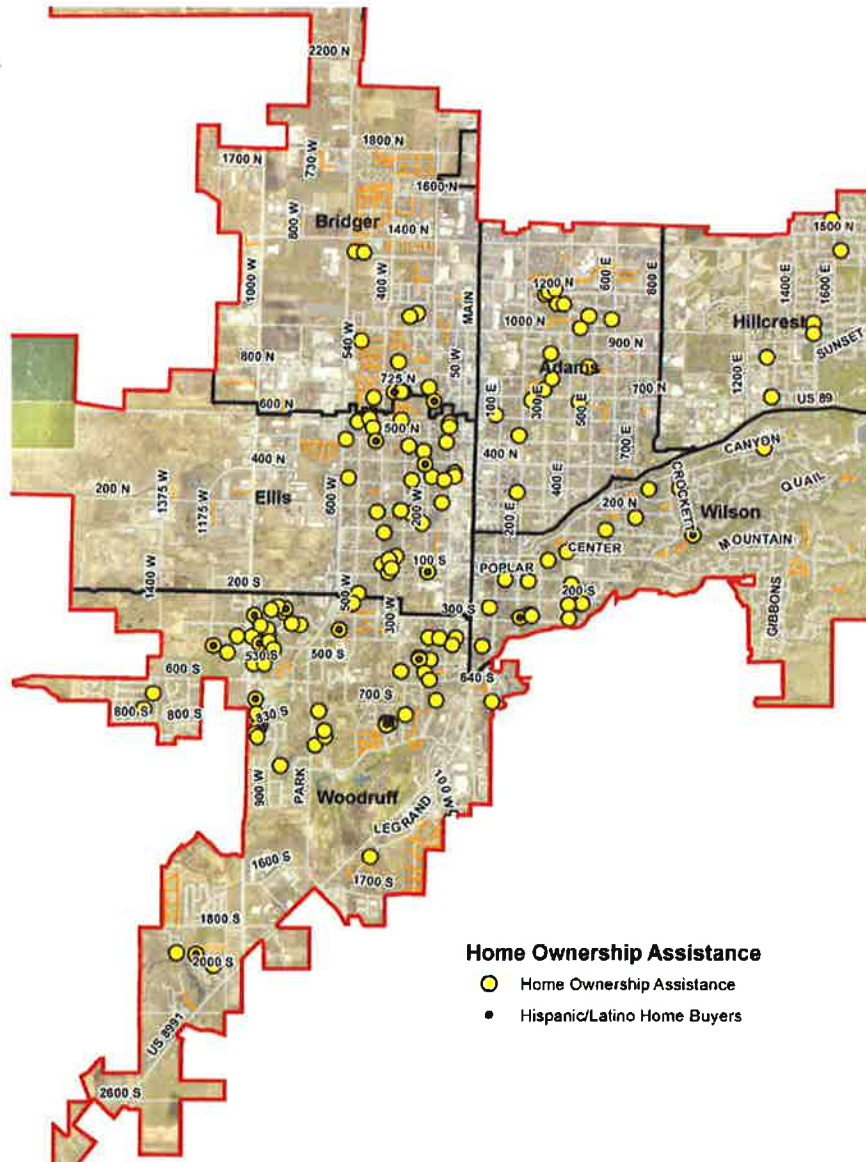 2200 N
1800 N
1700 N
730 W
1600 N
Bridger
800 W
1400 N
1500 N
1000 W
400 W
MAIN
1200 N
600 E
800 E
1400 E
1600 E
1000 N
Hillcrest
540 W
50 W
900 N
SUNSET
800 N
725 N
Adams
1200 E
600 N
100 E
300 E
500 E
700 N
US 89
500 N
400 N
400 N
700 E
CANYON
1375 W
200 N
Ellis
600 W
200 W
400 E
CROCKETT
QUAIL
1175 W
200 E
200 N
Wilson
MOUNTAIN
CENTER
POPLAR
100 S
1400 W
200 S
500 W
300 W
300 S
200 S
GIBBONS
500 S
530 S
600 S
640 S
700 S
800 S
800 S
830 S
900 W
PARK
Woodruff
100 W
LEGRAND
1600 S
1700 S
1800 S
2000 S
US 8991
2600 S
Home Ownership Assistance
Home Ownership Assistance
Hispanic/Latino Home Buyers